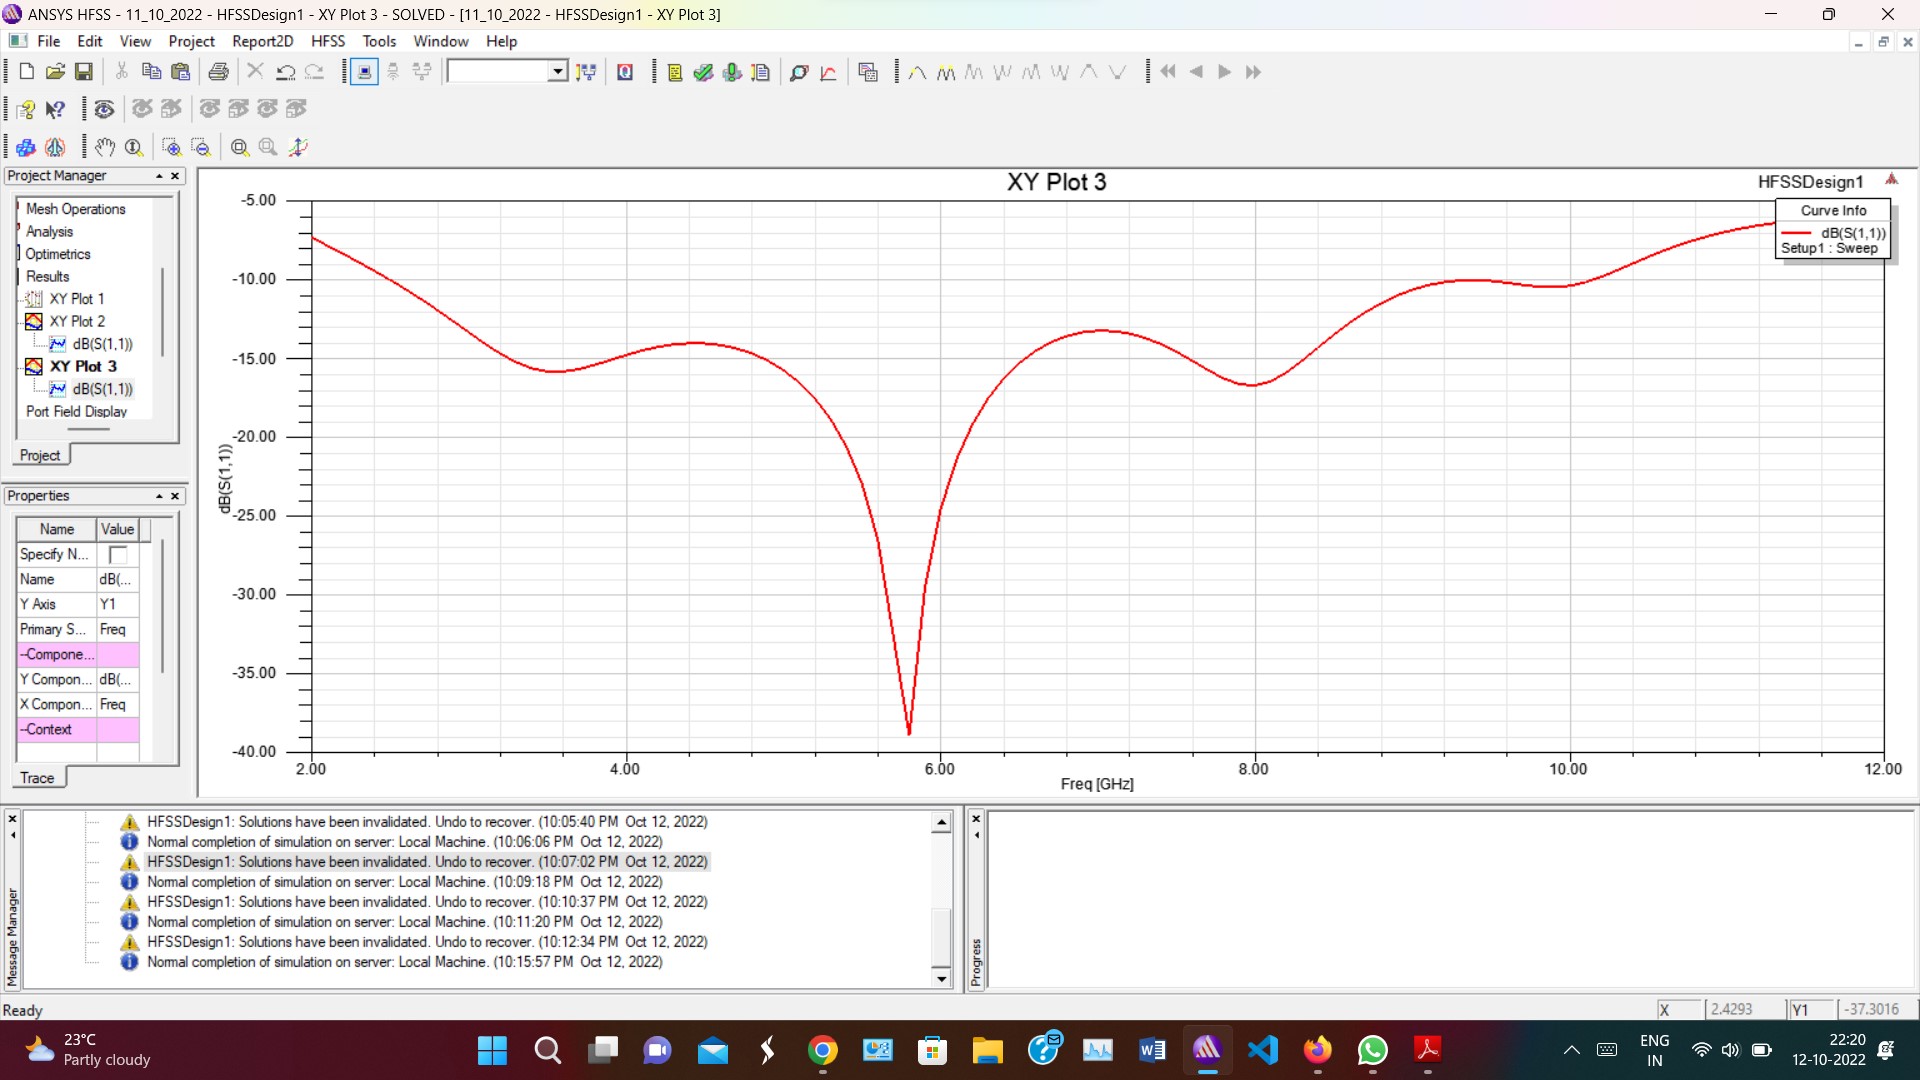 ANSYS HFSS - 11_10_2022 - HFSSDesign1 - XY Plot 3 - SOLVED - [11_10_2022 - HFSSDesign1 - XY Plot 3]
File Edit View Project Report2D HFSS Tools Window Help
Project Manager
Mesh Operations
Analysis
Optimetrics
Results
XY Plot 1
XY Plot 2
dB(S(1,1))
XY Plot 3
dB(S(1,1))
Port Field Display
Project
Properties
Name Value
Specify N...
Name dB(...
Y Axis Y1
Primary S... Freq
--Compone...
Y Compon... dB(...
X Compon... Freq
--Context
Trace
XY Plot 3
HFSSDesign1
Curve Info
dB(S(1,1))
Setup1 : Sweep
-5.00
-10.00
-15.00
-20.00
-25.00
-30.00
-35.00
-40.00
dB(S(1,1))
2.00 4.00 6.00 8.00 10.00 12.00
Freq [GHz]
Message Manager
HFSSDesign1: Solutions have been invalidated. Undo to recover. (10:05:40 PM Oct 12, 2022)
Normal completion of simulation on server: Local Machine. (10:06:06 PM Oct 12, 2022)
HFSSDesign1: Solutions have been invalidated. Undo to recover. (10:07:02 PM Oct 12, 2022)
Normal completion of simulation on server: Local Machine. (10:09:18 PM Oct 12, 2022)
HFSSDesign1: Solutions have been invalidated. Undo to recover. (10:10:37 PM Oct 12, 2022)
Normal completion of simulation on server: Local Machine. (10:11:20 PM Oct 12, 2022)
HFSSDesign1: Solutions have been invalidated. Undo to recover. (10:12:34 PM Oct 12, 2022)
Normal completion of simulation on server: Local Machine. (10:15:57 PM Oct 12, 2022)
Progress
Ready
X 2.4293 Y1 -37.3016
23°C
Partly cloudy
ENG
IN
22:20
12-10-2022